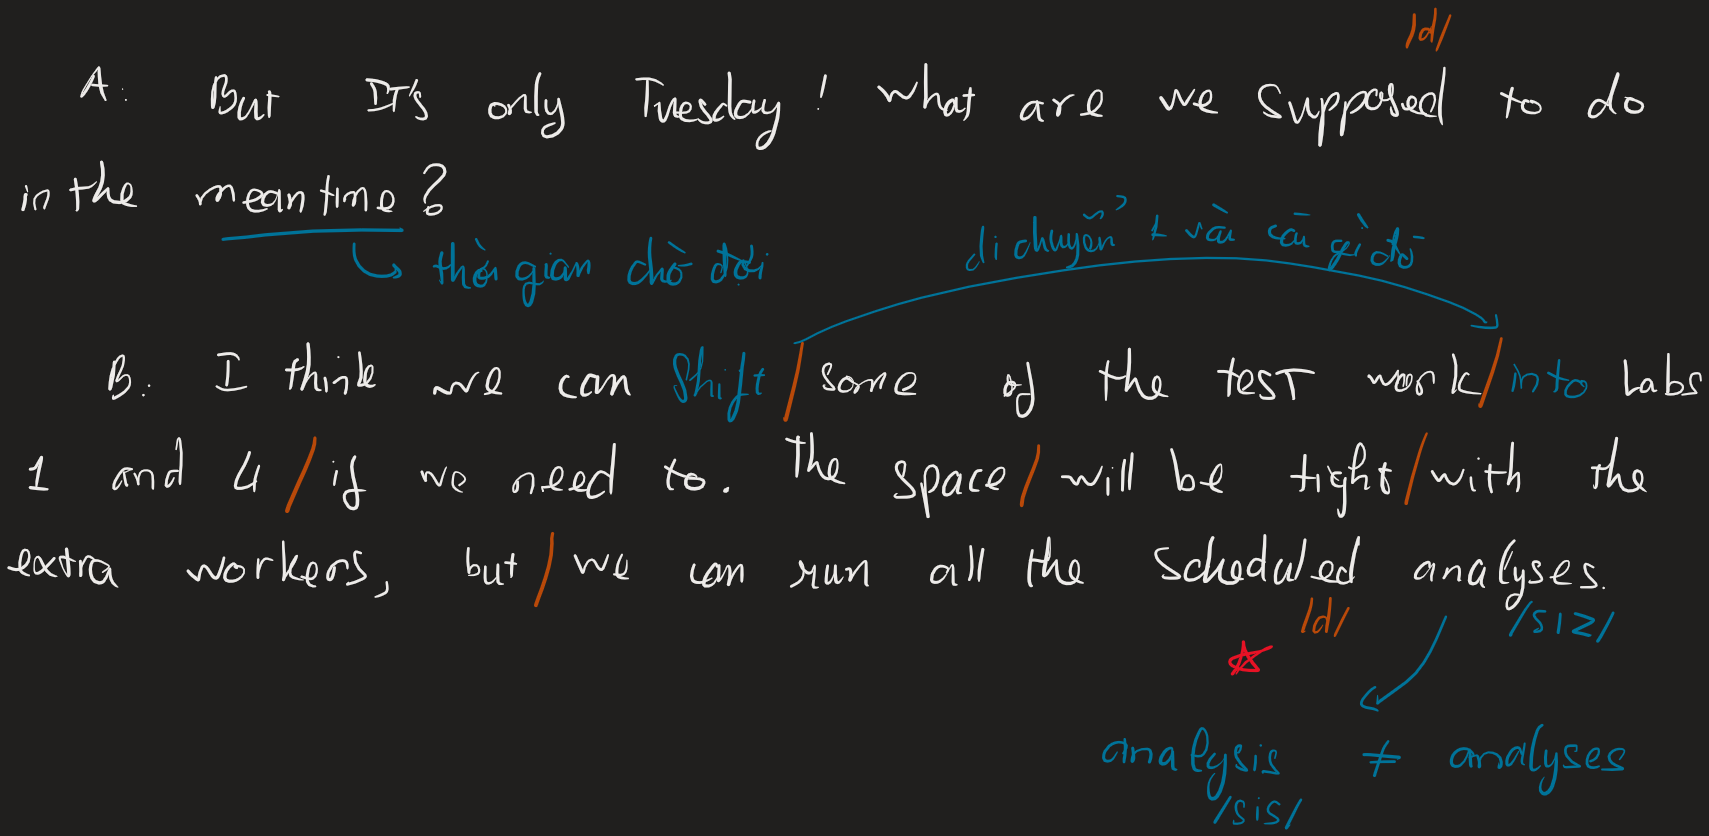 /d/
A: But It's only Tuesday! what are we supposed to do
in the meantime?
di chuyển 1 vài cái gì đó
thời gian chờ đợi
B: I think we can shift / some of the test work / into Labs
1 and 4 / if we need to. The space / will be tight / with the
extra workers, but / we can run all the scheduled analyses.
/d/ /sIz/
analysis ≠ analyses
/sis/